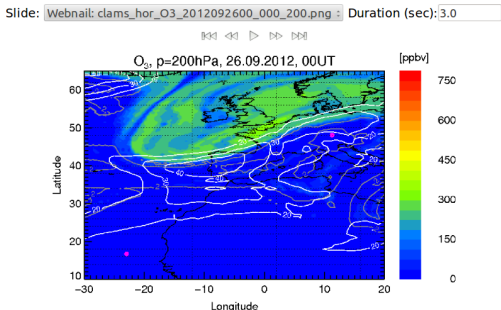 Slide: Webnail: clams_hor_O3_2012092600_000_200.png Duration (sec): 3.0
O3, p=200hPa, 26.09.2012, 00UT
[ppbv]
750
600
450
300
150
0
Latitude
60
50
40
30
20
10
-30 -20 -10 0 10 20
Longitude